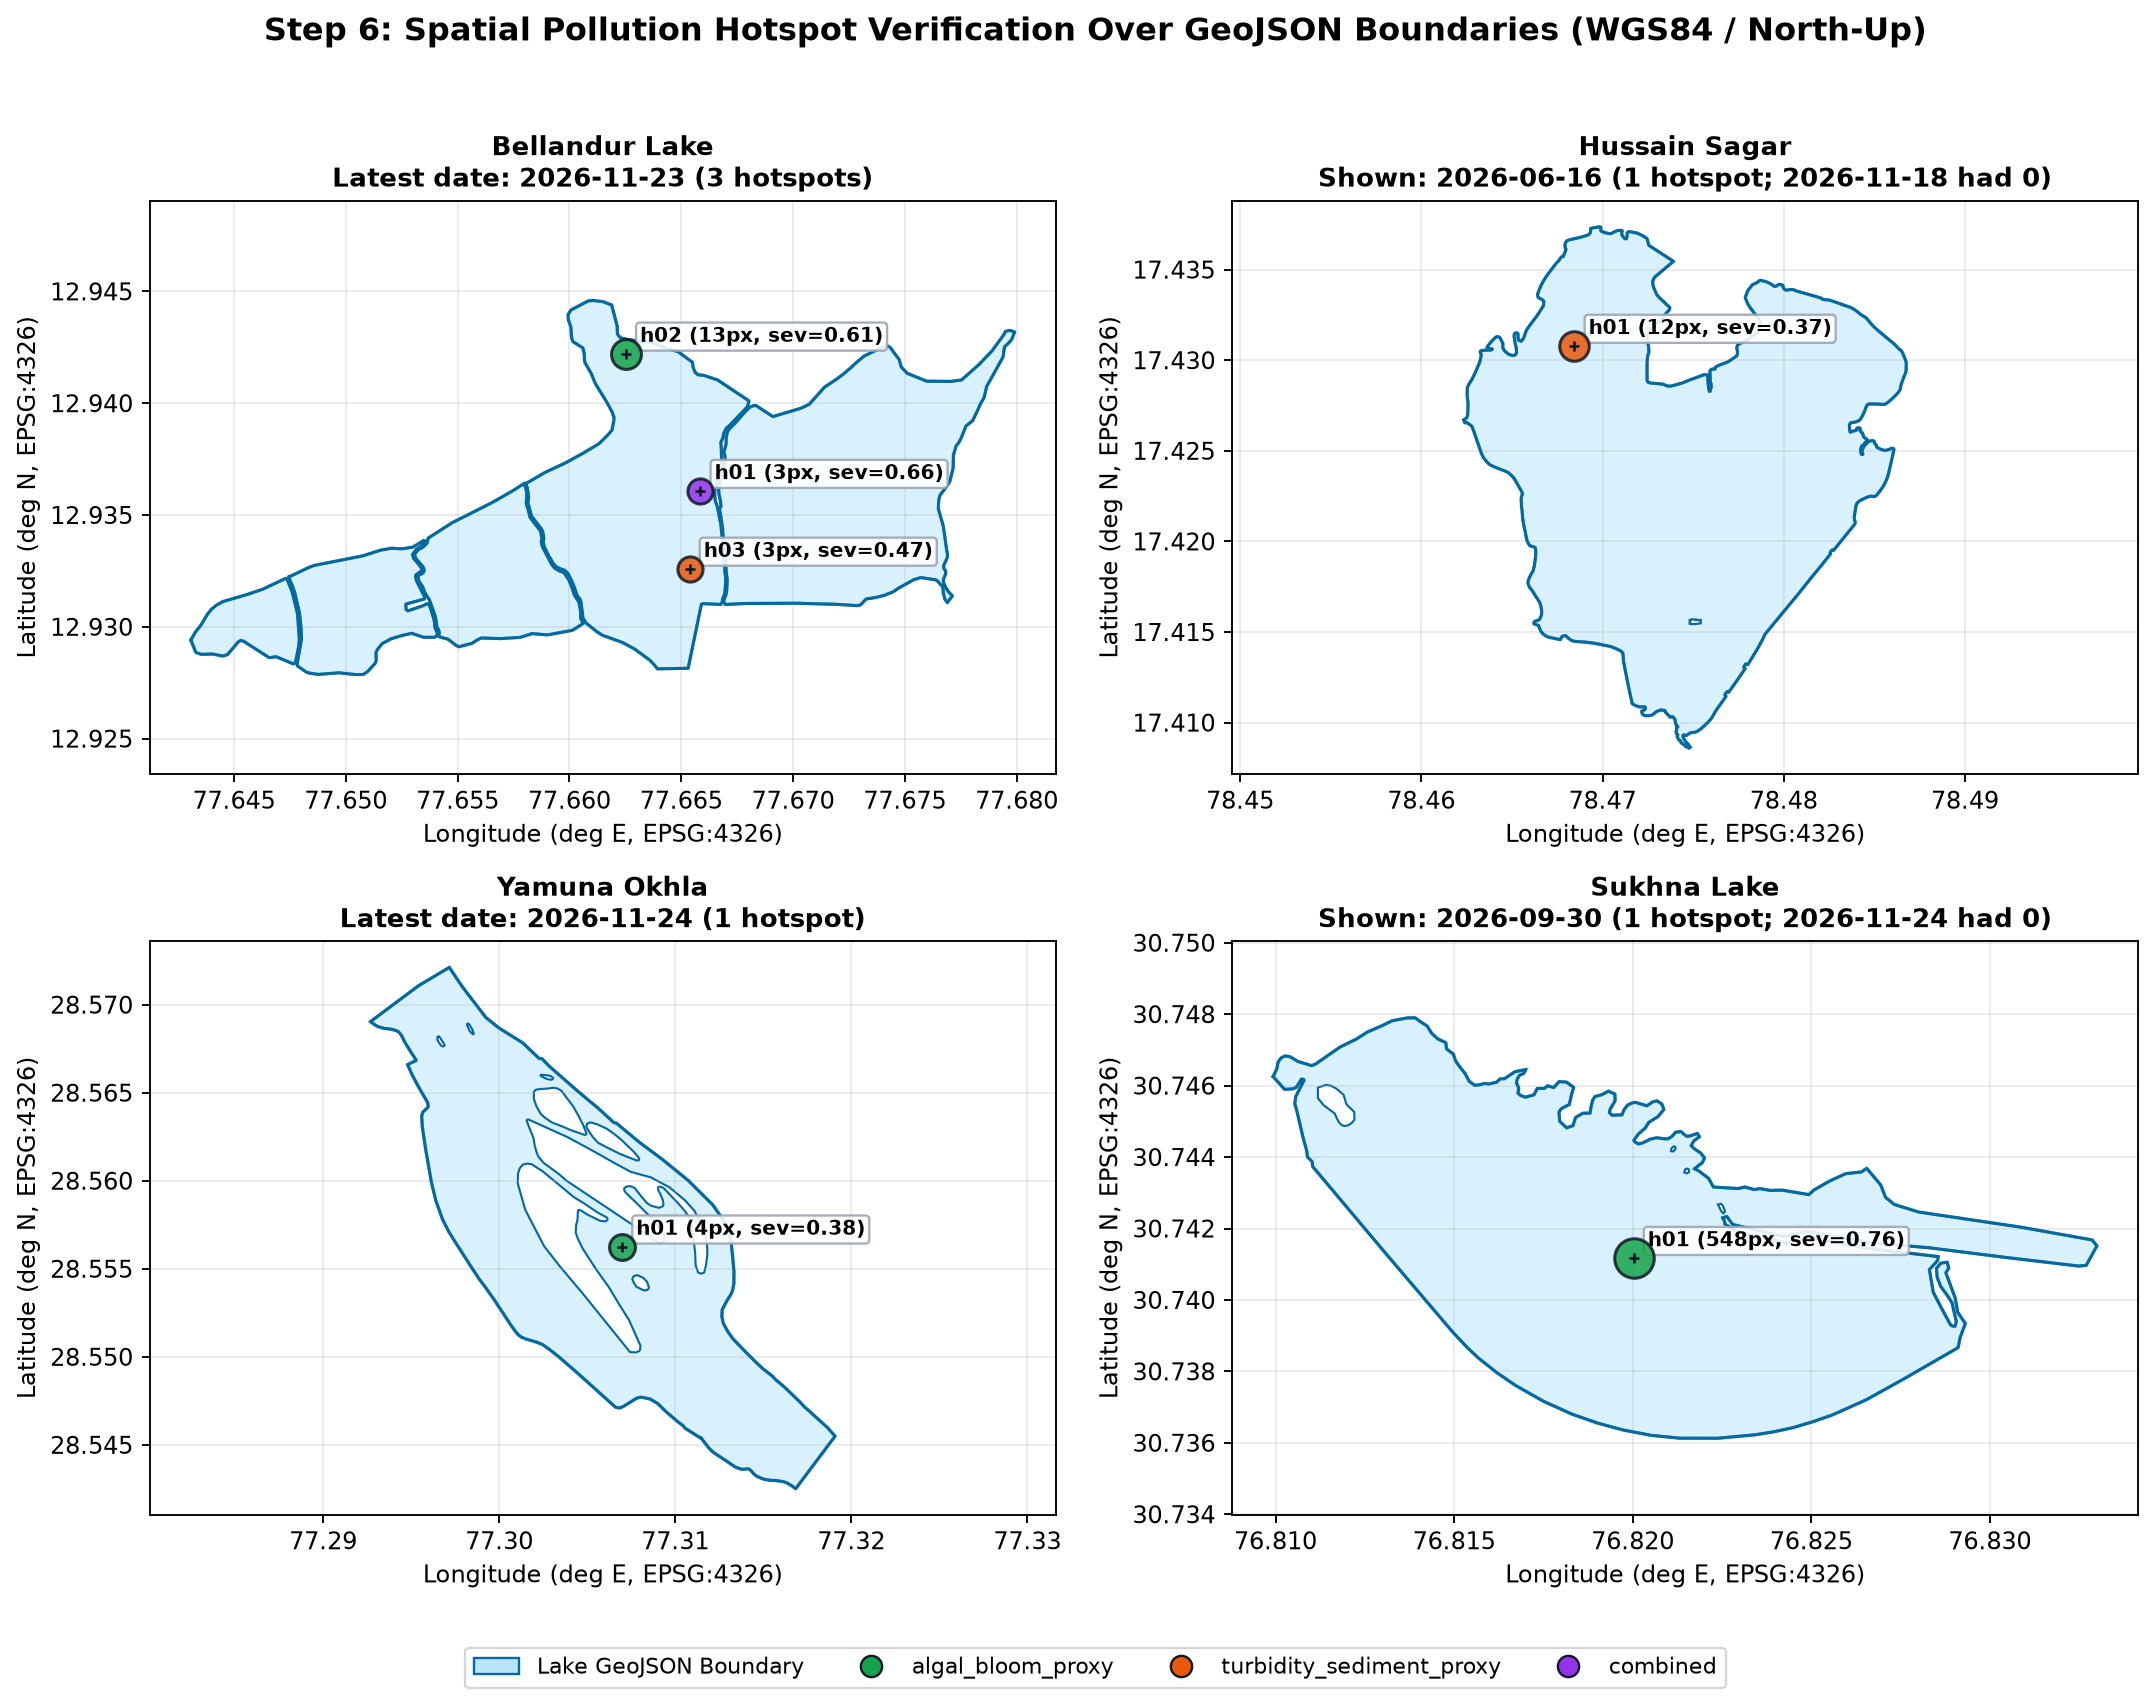 Step 6: Spatial Pollution Hotspot Verification Over GeoJSON Boundaries (WGS84 / North-Up)
Bellandur Lake
Latest date: 2026-11-23 (3 hotspots)
12.945
12.940
12.935
12.930
12.925
Latitude (deg N, EPSG:4326)
h02 (13px, sev=0.61)
h01 (3px, sev=0.66)
h03 (3px, sev=0.47)
77.645 77.650 77.655 77.660 77.665 77.670 77.675 77.680
Longitude (deg E, EPSG:4326)
Hussain Sagar
Shown: 2026-06-16 (1 hotspot; 2026-11-18 had 0)
17.435
17.430
17.425
17.420
17.415
17.410
Latitude (deg N, EPSG:4326)
h01 (12px, sev=0.37)
78.45 78.46 78.47 78.48 78.49
Longitude (deg E, EPSG:4326)
Yamuna Okhla
Latest date: 2026-11-24 (1 hotspot)
28.570
28.565
28.560
28.555
28.550
28.545
Latitude (deg N, EPSG:4326)
h01 (4px, sev=0.38)
77.29 77.30 77.31 77.32 77.33
Longitude (deg E, EPSG:4326)
Sukhna Lake
Shown: 2026-09-30 (1 hotspot; 2026-11-24 had 0)
30.750
30.748
30.746
30.744
30.742
30.740
30.738
30.736
30.734
Latitude (deg N, EPSG:4326)
h01 (548px, sev=0.76)
76.810 76.815 76.820 76.825 76.830
Longitude (deg E, EPSG:4326)
Lake GeoJSON Boundary algal_bloom_proxy turbidity_sediment_proxy combined